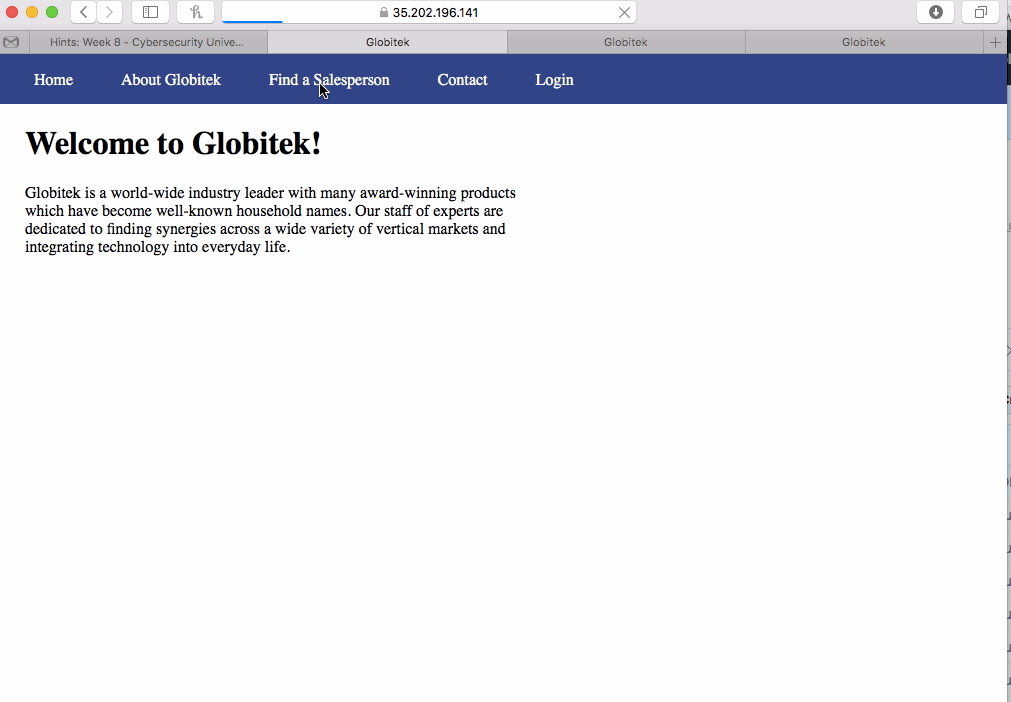 35.202.196.141
Hints: Week 8 - Cybersecurity Unive...
Globitek
Globitek
Globitek
Home
About Globitek
Find a Salesperson
Contact
Login
Welcome to Globitek!
Globitek is a world-wide industry leader with many award-winning products
which have become well-known household names. Our staff of experts are
dedicated to finding synergies across a wide variety of vertical markets and
integrating technology into everyday life.